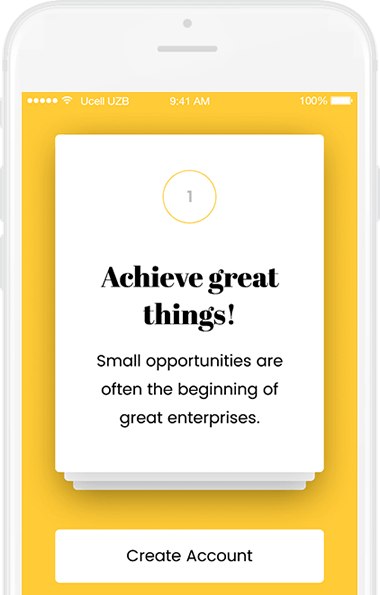 Ucell UZB 9:41 AM 100%
1
Achieve great
things!
Small opportunities are
often the beginning of
great enterprises.
Create Account